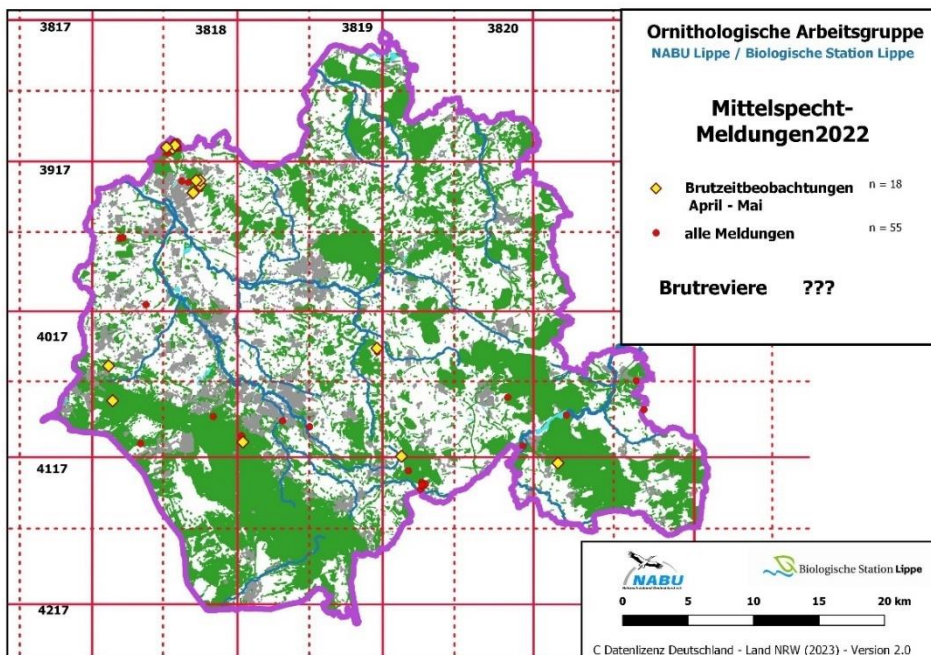 3817
3818
3819
3820
Ornithologische Arbeitsgruppe
NABU Lippe / Biologische Station Lippe
Mittelspecht-
Meldungen2022
Brutzeitbeobachtungen n = 18
April - Mai
alle Meldungen n = 55
Brutreviere ???
3917
4017
4117
4217
NABU
Biologische Station Lippe
0 5 10 15 20 km
C Datenlizenz Deutschland - Land NRW (2023) - Version 2.0